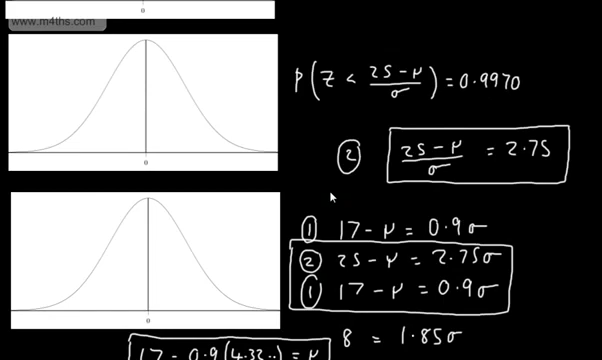 www.m4ths.com
0
0
0
P(Z < (25-μ)/σ) = 0.9970
② (25-μ)/σ = 2.75
① 17-μ = 0.9σ
② 25-μ = 2.75σ
① 17-μ = 0.9σ
8 = 1.85σ
17 - 0.9(4.32..) = μ